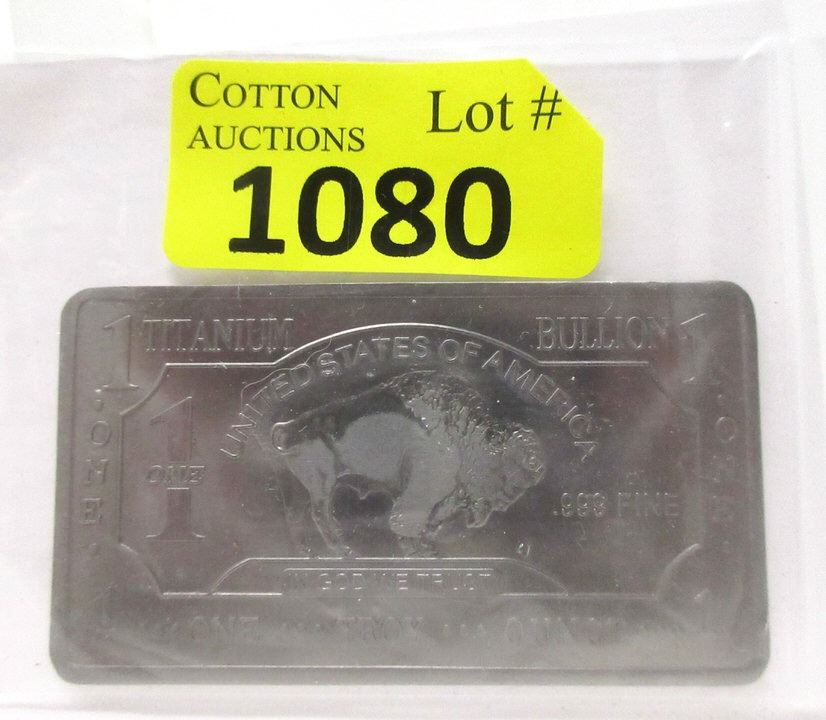 COTTON
AUCTIONS
Lot #
1080
1 TITANIUM BULLION 1
UNITED STATES OF AMERICA
ONE
1
ONE
.999 FINE
IN GOD WE TRUST
ONE TROY OUNCE